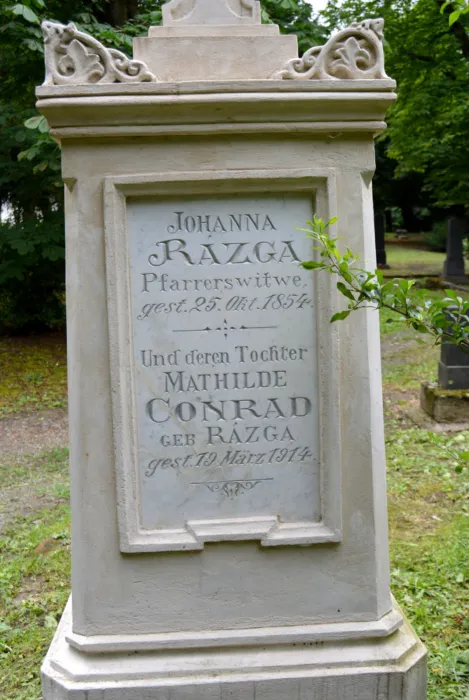 JOHANNA
RÁZGA
Pfarrerswitwe,
gest. 25. Okt. 1854.
Und deren Tochter
MATHILDE
CONRAD
GEB RÁZGA
gest. 19 März 1914.